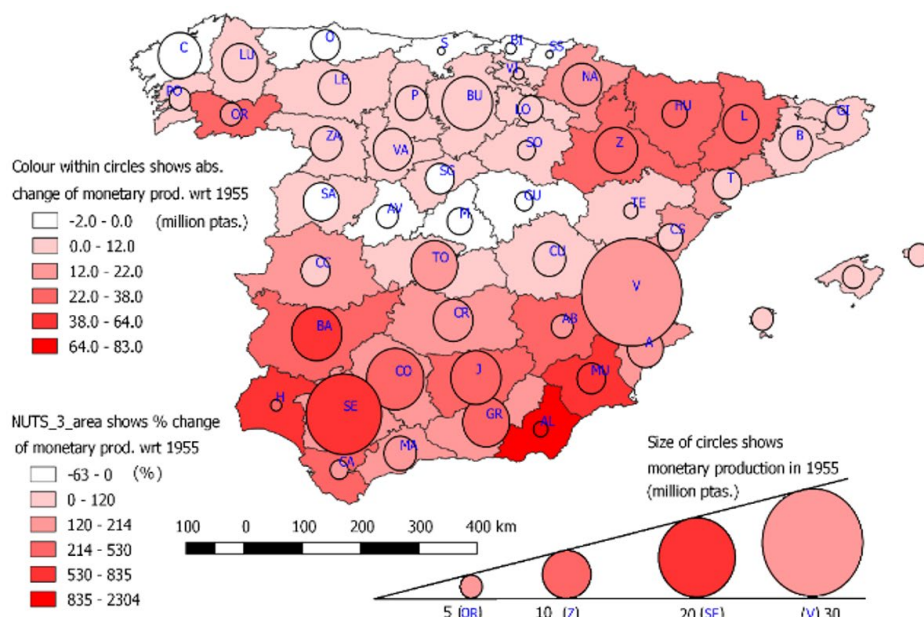 C
LU
O
S
BI
SS
VI
NA
LE
P
BU
LO
HU
L
GI
B
PO
OR
ZA
VA
SO
Z
T
SG
SA
AV
M
GU
TE
CS
CC
TO
CU
V
BA
CR
AB
A
CO
J
MU
H
SE
GR
AL
CA
MA
Colour within circles shows abs.
change of monetary prod. wrt 1955
(million ptas.)
-2.0 - 0.0
0.0 - 12.0
12.0 - 22.0
22.0 - 38.0
38.0 - 64.0
64.0 - 83.0
NUTS_3_area shows % change
of monetary prod. wrt 1955
(%)
-63 - 0
0 - 120
120 - 214
214 - 530
530 - 835
835 - 2304
100 0 100 200 300 400 km
Size of circles shows
monetary production in 1955
(million ptas.)
5 (OR) 10 (Z) 20 (SE) (V) 30